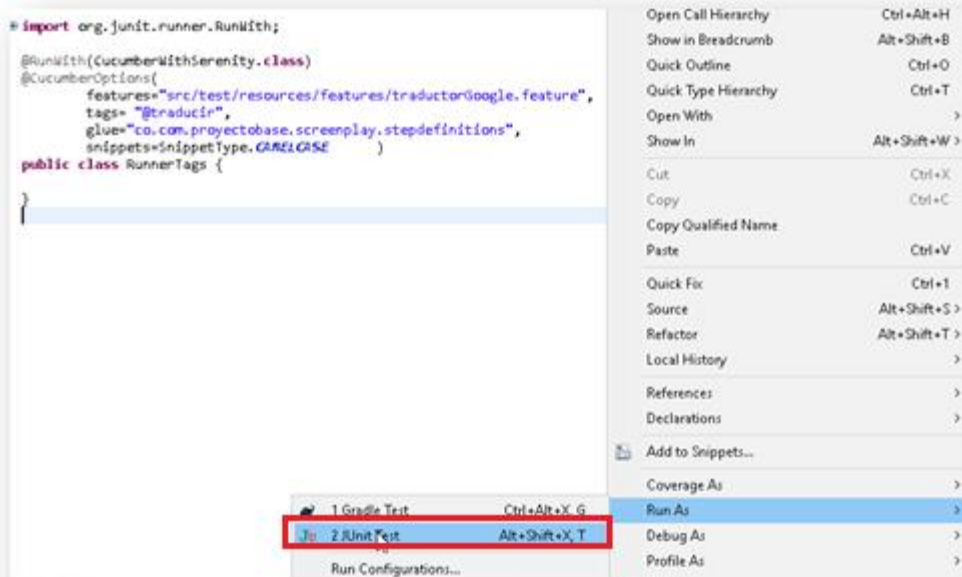 import org.junit.runner.RunWith;
@RunWith(CucumberWithSerenity.class)
@CucumberOptions(
features="src/test/resources/features/traductorGoogle.feature",
tags= "@traducir",
glue="co.com.proyectobase.screenplay.stepdefinitions",
snippets=SnippetType.CAMELCASE )
public class RunnerTags {
}
Open Call Hierarchy Ctrl+Alt+H
Show in Breadcrumb Alt+Shift+B
Quick Outline Ctrl+O
Quick Type Hierarchy Ctrl+T
Open With >
Show In Alt+Shift+W >
Cut Ctrl+X
Copy Ctrl+C
Copy Qualified Name
Paste Ctrl+V
Quick Fix Ctrl+1
Source Alt+Shift+S >
Refactor Alt+Shift+T >
Local History >
References >
Declarations >
Add to Snippets...
Coverage As >
Run As >
Debug As >
Profile As >
1 Gradle Test Ctrl+Alt+X, G
Ju 2 JUnit Test Alt+Shift+X, T
Run Configurations...